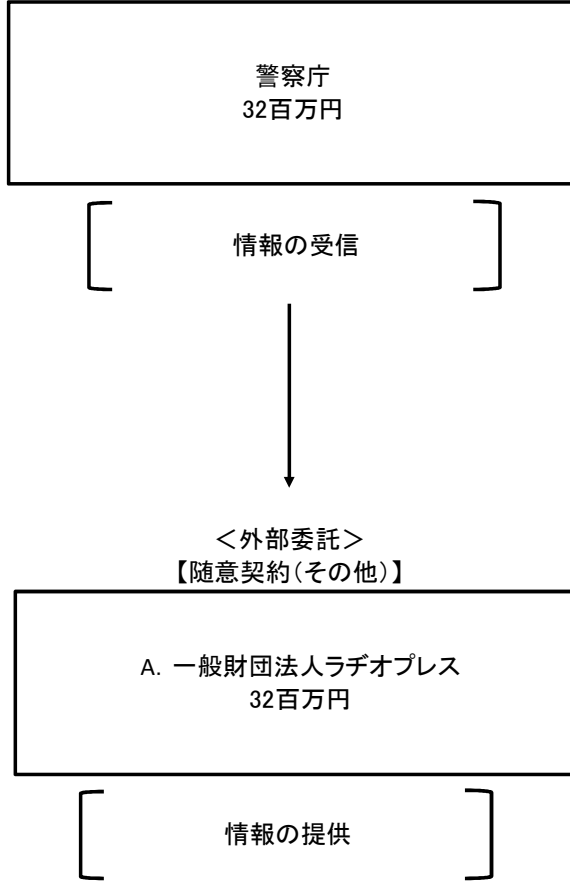 警察庁
32百万円
情報の受信
＜外部委託＞
【随意契約(その他)】
A. 一般財団法人ラヂオプレス
32百万円
情報の提供